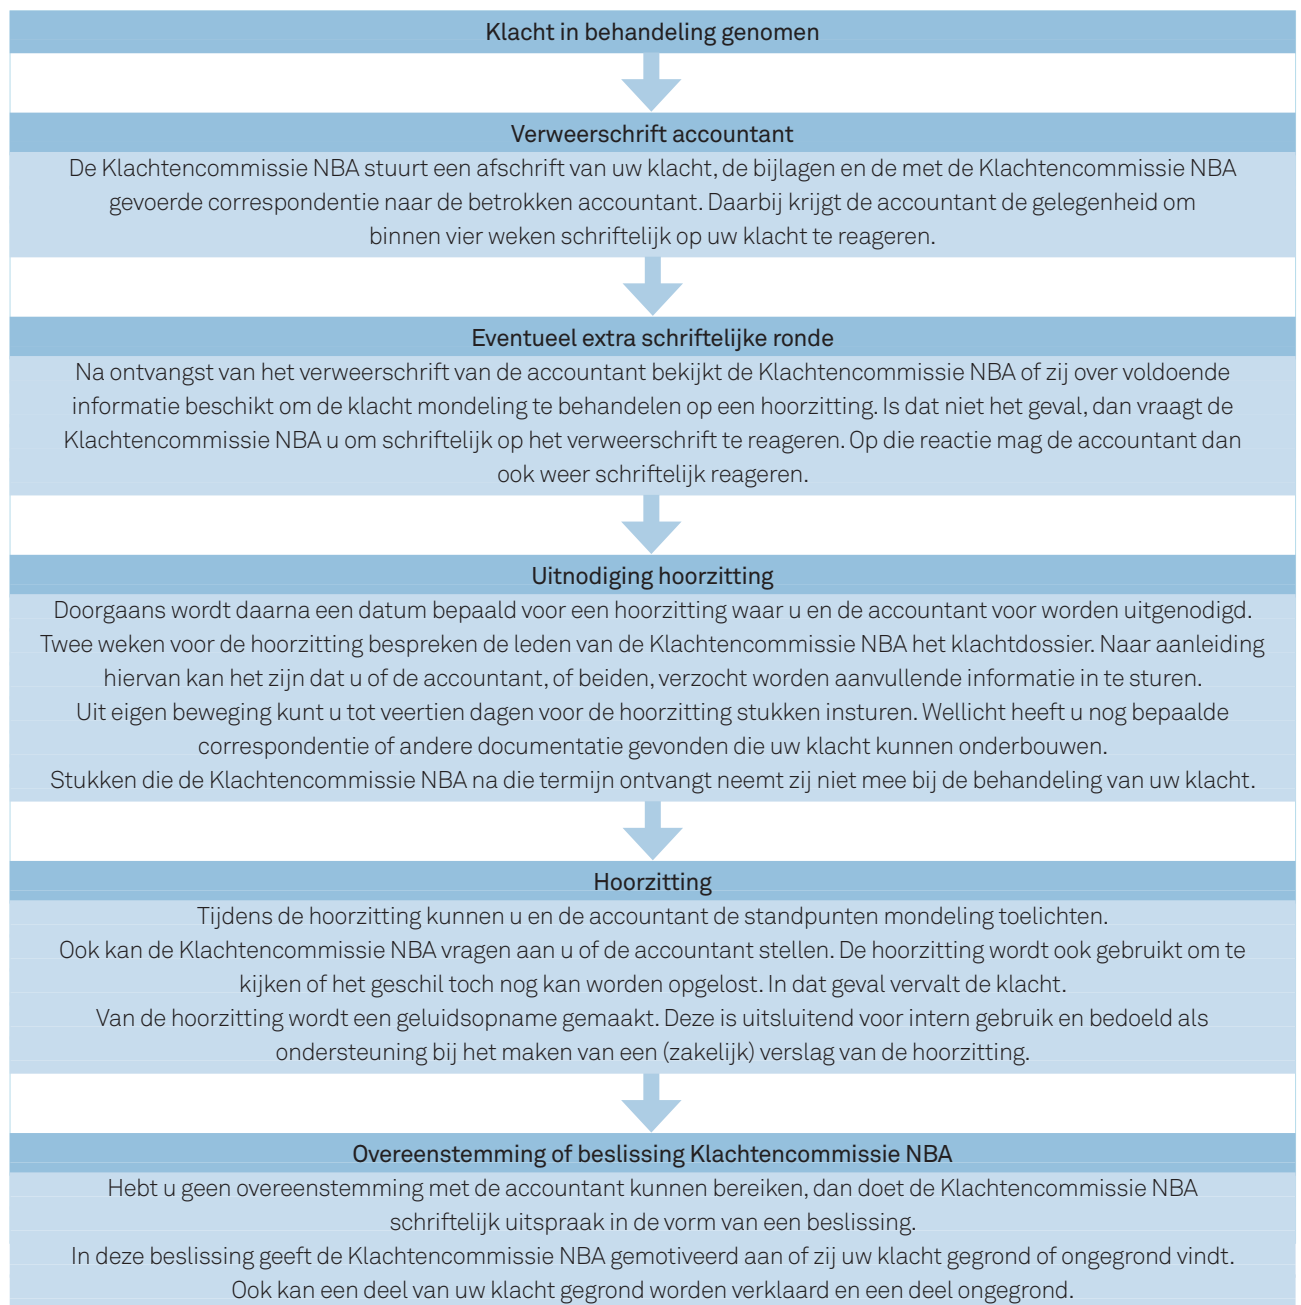 Klacht in behandeling genomen
Verweerschrift accountant
De Klachtencommissie NBA stuurt een afschrift van uw klacht, de bijlagen en de met de Klachtencommissie NBA
gevoerde correspondentie naar de betrokken accountant. Daarbij krijgt de accountant de gelegenheid om
binnen vier weken schriftelijk op uw klacht te reageren.
Eventueel extra schriftelijke ronde
Na ontvangst van het verweerschrift van de accountant bekijkt de Klachtencommissie NBA of zij over voldoende
informatie beschikt om de klacht mondeling te behandelen op een hoorzitting. Is dat niet het geval, dan vraagt de
Klachtencommissie NBA u om schriftelijk op het verweerschrift te reageren. Op die reactie mag de accountant dan
ook weer schriftelijk reageren.
Uitnodiging hoorzitting
Doorgaans wordt daarna een datum bepaald voor een hoorzitting waar u en de accountant voor worden uitgenodigd.
Twee weken voor de hoorzitting bespreken de leden van de Klachtencommissie NBA het klachtdossier. Naar aanleiding
hiervan kan het zijn dat u of de accountant, of beiden, verzocht worden aanvullende informatie in te sturen.
Uit eigen beweging kunt u tot veertien dagen voor de hoorzitting stukken insturen. Wellicht heeft u nog bepaalde
correspondentie of andere documentatie gevonden die uw klacht kunnen onderbouwen.
Stukken die de Klachtencommissie NBA na die termijn ontvangt neemt zij niet mee bij de behandeling van uw klacht.
Hoorzitting
Tijdens de hoorzitting kunnen u en de accountant de standpunten mondeling toelichten.
Ook kan de Klachtencommissie NBA vragen aan u of de accountant stellen. De hoorzitting wordt ook gebruikt om te
kijken of het geschil toch nog kan worden opgelost. In dat geval vervalt de klacht.
Van de hoorzitting wordt een geluidsopname gemaakt. Deze is uitsluitend voor intern gebruik en bedoeld als
ondersteuning bij het maken van een (zakelijk) verslag van de hoorzitting.
Overeenstemming of beslissing Klachtencommissie NBA
Hebt u geen overeenstemming met de accountant kunnen bereiken, dan doet de Klachtencommissie NBA
schriftelijk uitspraak in de vorm van een beslissing.
In deze beslissing geeft de Klachtencommissie NBA gemotiveerd aan of zij uw klacht gegrond of ongegrond vindt.
Ook kan een deel van uw klacht gegrond worden verklaard en een deel ongegrond.